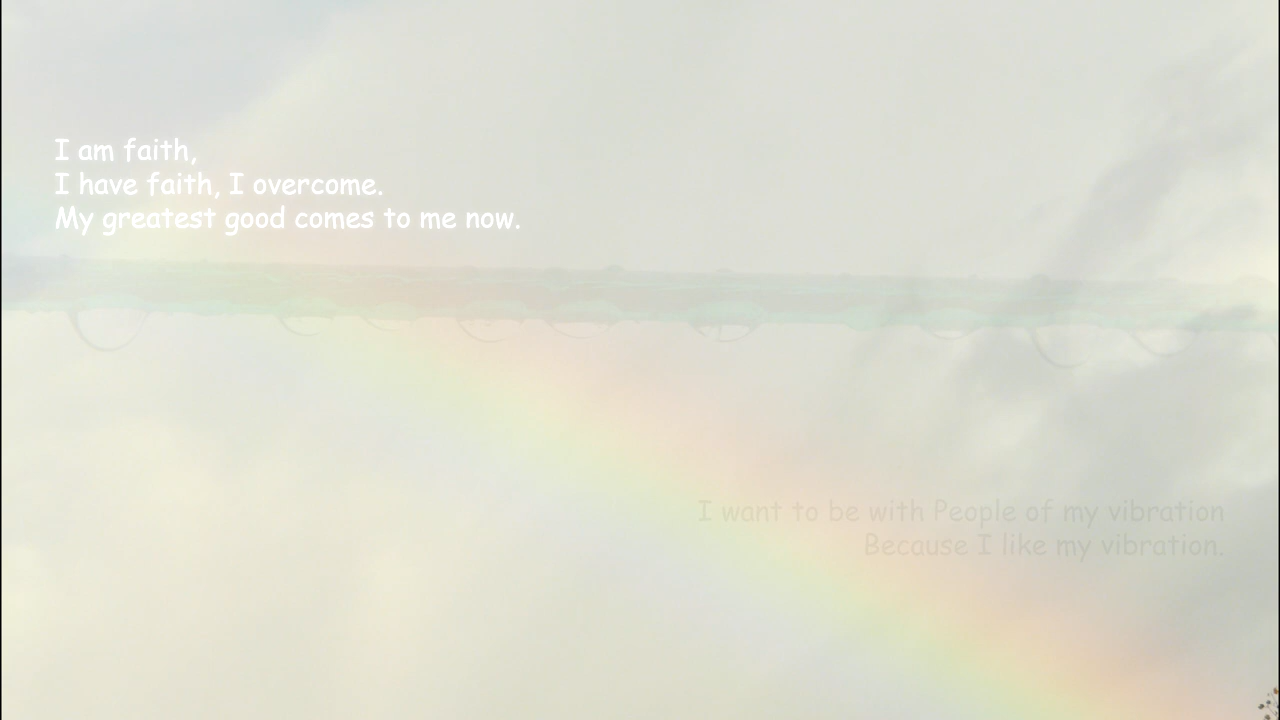 I am faith,
I have faith, I overcome.
My greatest good comes to me now.
I want to be with People of my vibration
Because I like my vibration.